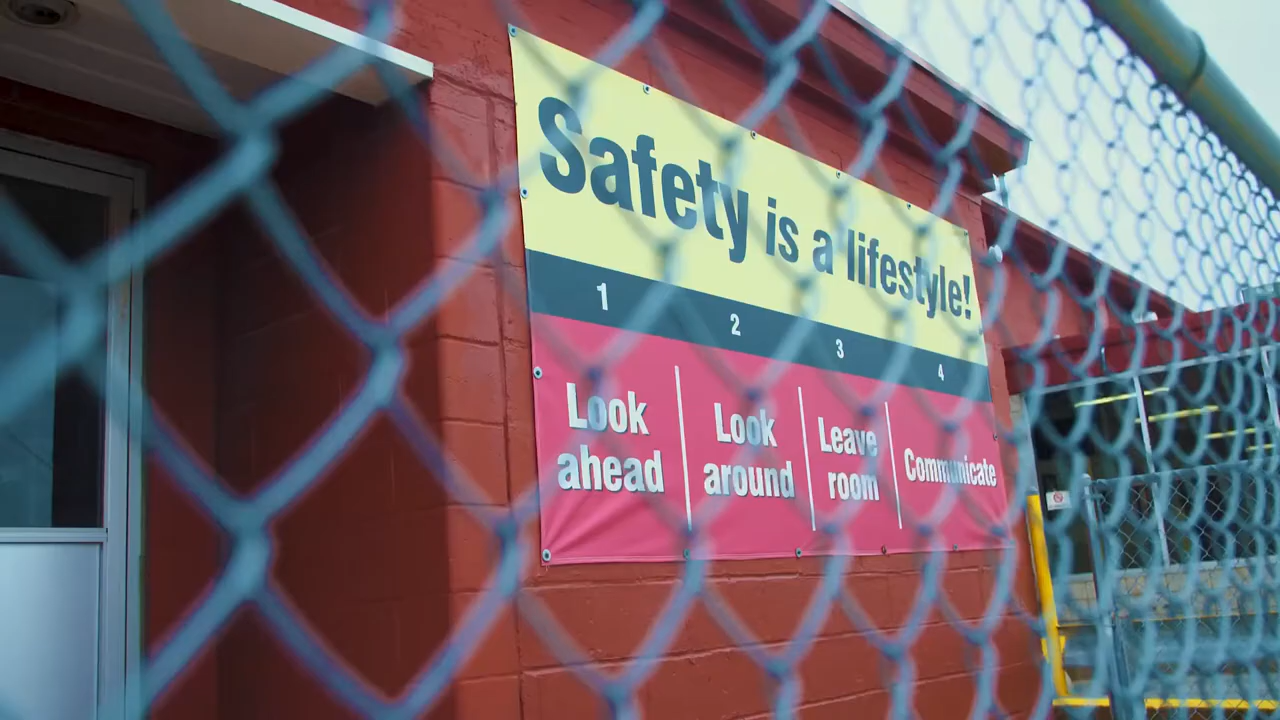 Safety is a lifestyle!
1 2 3 4
Look ahead
Look around
Leave room
Communicate